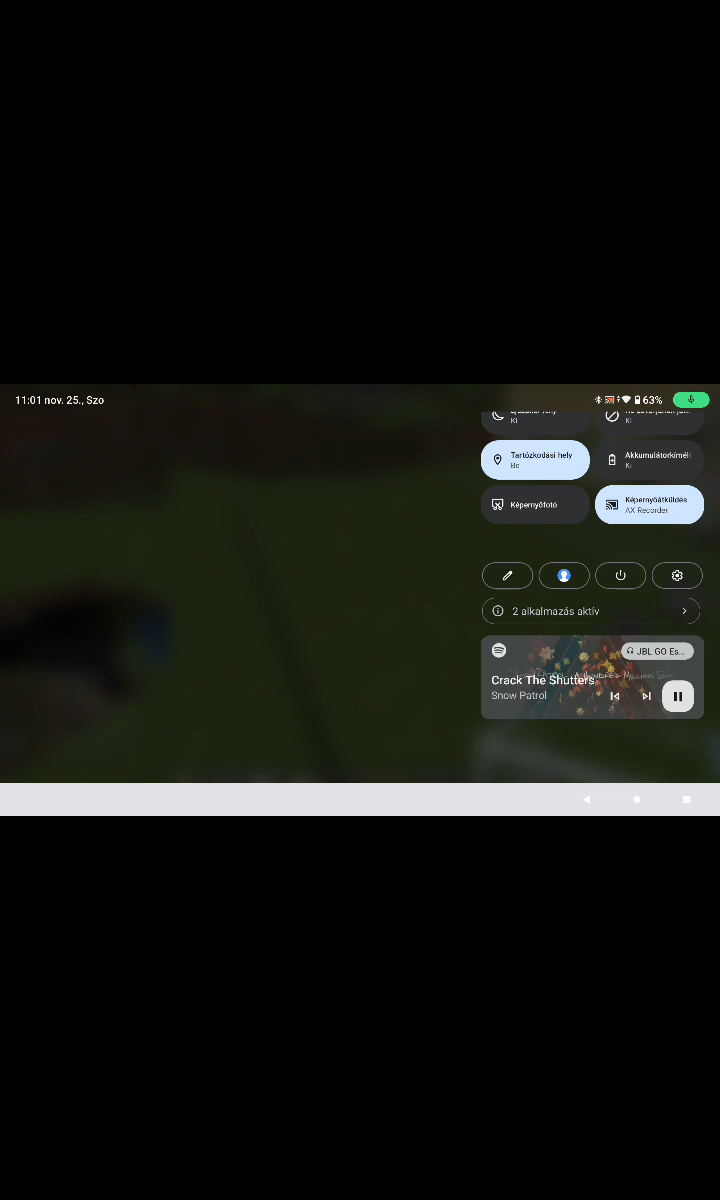 11:01 nov. 25., Szo
63%
Ki
Ki
Tartózkodási hely
Be
Akkumulátorkímél
Ki
Képernyőfotó
Képernyőátküldés
AX Recorder
2 alkalmazás aktív
JBL GO Es...
Crack The Shutters
Snow Patrol